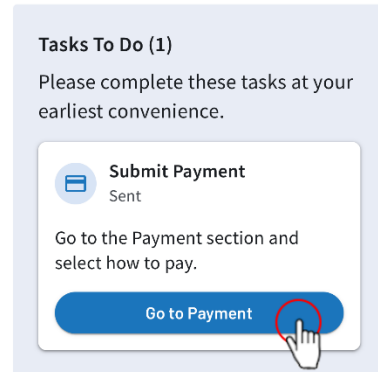 Tasks To Do (1)
Please complete these tasks at your
earliest convenience.
Submit Payment
Sent
Go to the Payment section and
select how to pay.
Go to Payment